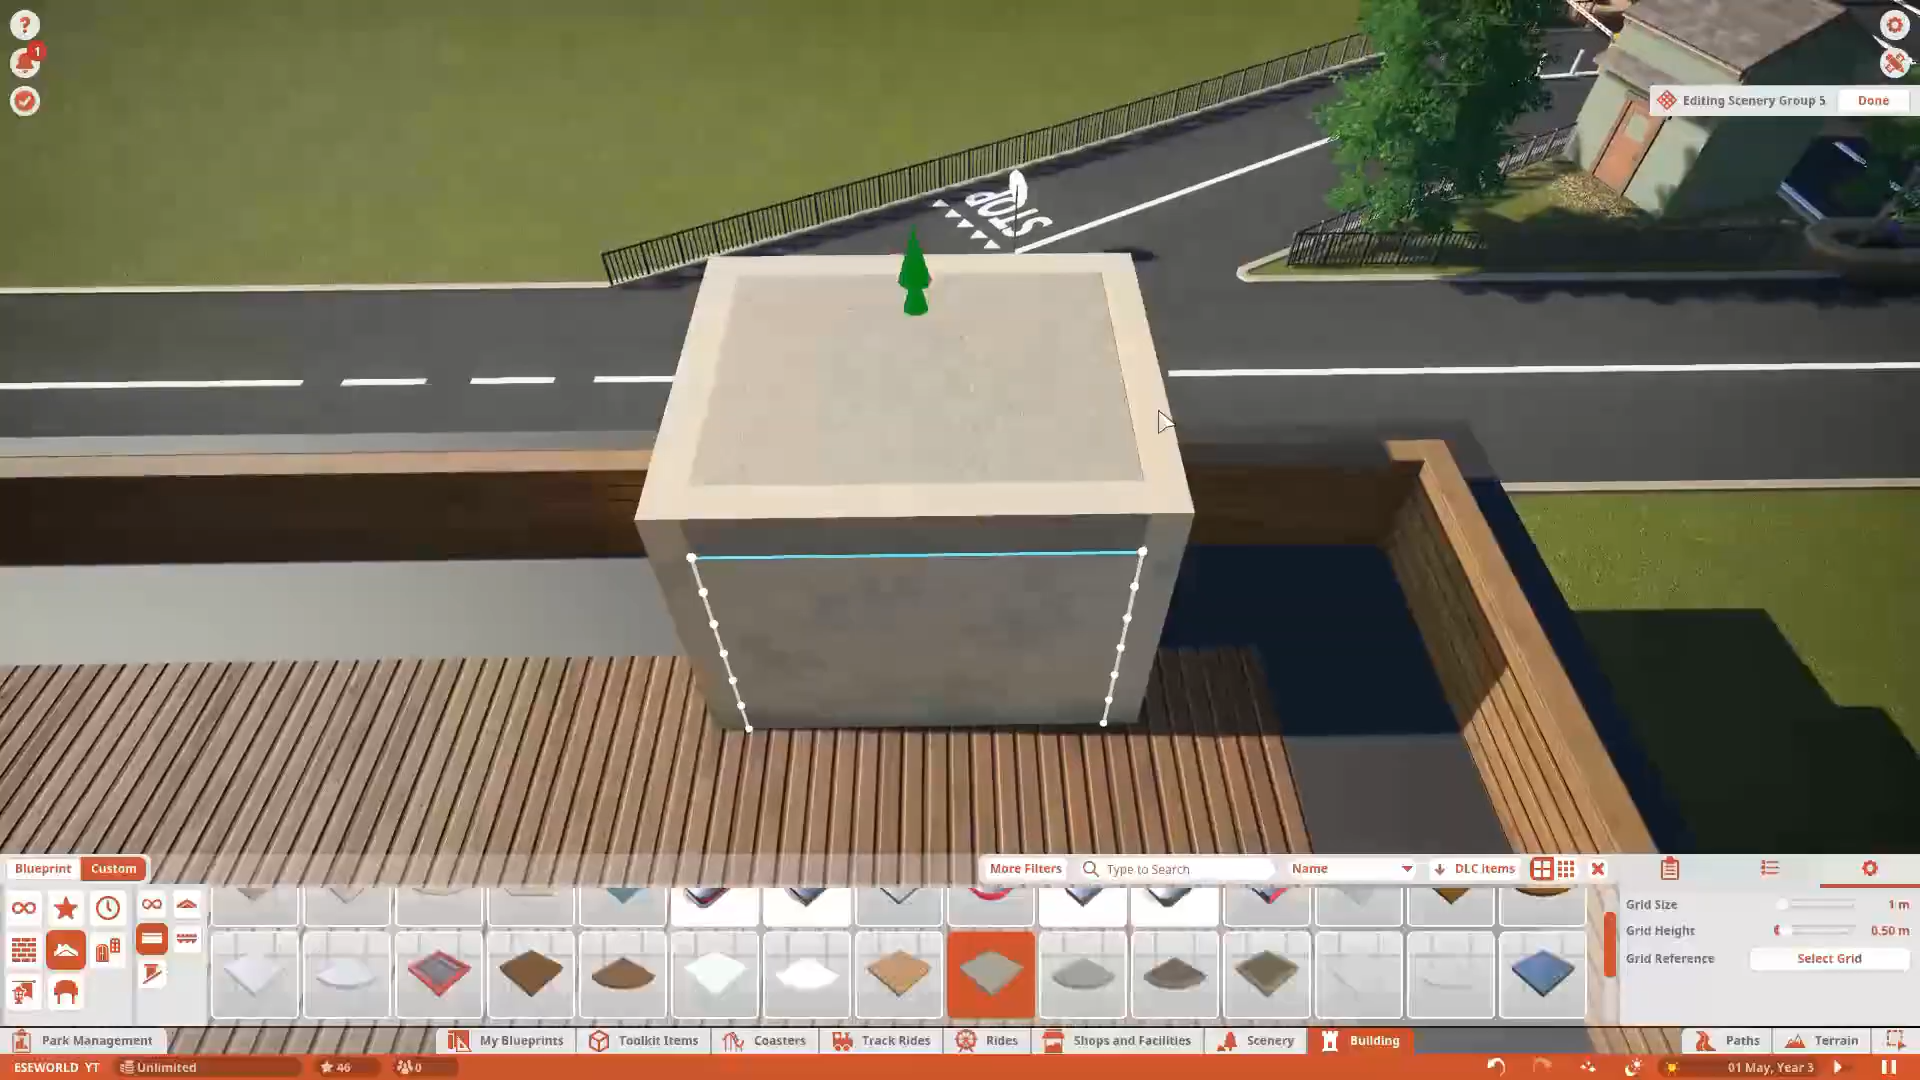 ?
1
Editing Scenery Group 5
Done
STOP
Blueprint
Custom
More Filters
Type to Search
Name
DLC Items
Grid Size
1 m
Grid Height
0.50 m
Grid Reference
Select Grid
Park Management
My Blueprints
Toolkit Items
Coasters
Track Rides
Rides
Shops and Facilities
Scenery
Building
Paths
Terrain
ESEWORLD YT
Unlimited
46
0
01 May, Year 3